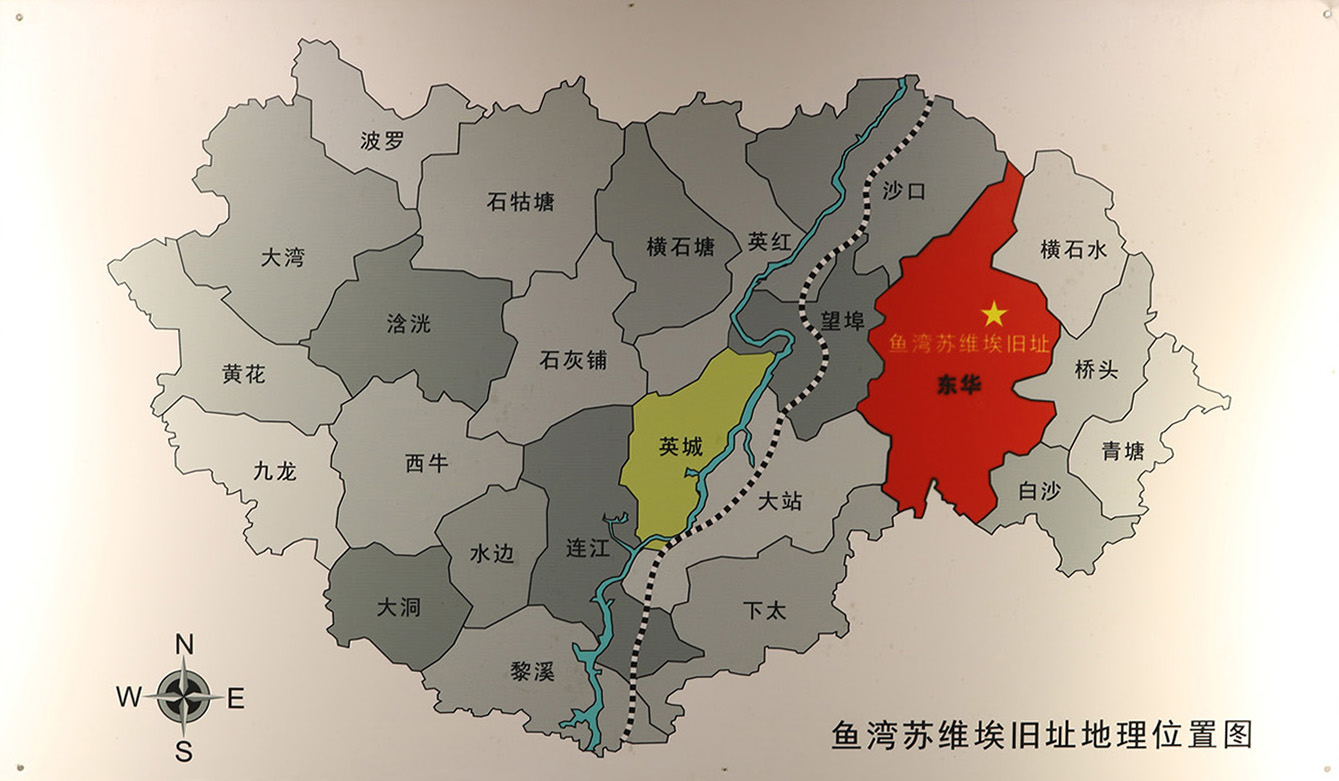 波罗
石牯塘
沙口
横石塘
英红
横石水
大湾
浛洸
望埠
鱼湾苏维埃旧址
石灰铺
黄花
桥头
东华
英城
青塘
九龙
西牛
大站
白沙
水边
连江
大洞
下太
黎溪
N
W
E
S
鱼湾苏维埃旧址地理位置图